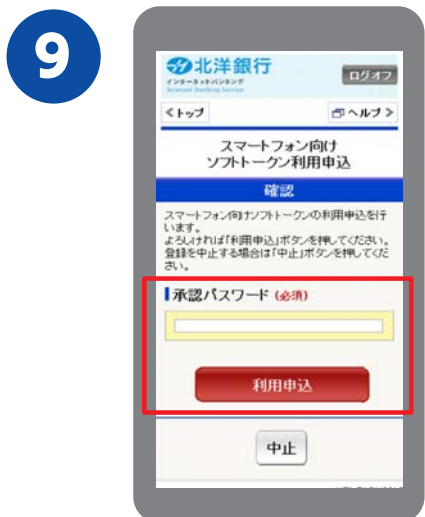 9
北洋銀行
インターネットバンキング
Internet Banking Service
ログオフ
<トップ
ヘルプ >
スマートフォン向け
ソフトークン利用申込
確認
スマートフォン向けソフトークンの利用申込を行
います。
よろしければ「利用申込」ボタンを押してください。
登録を中止する場合は「中止」ボタンを押してくだ
さい。
承認パスワード (必須)
利用申込
中止